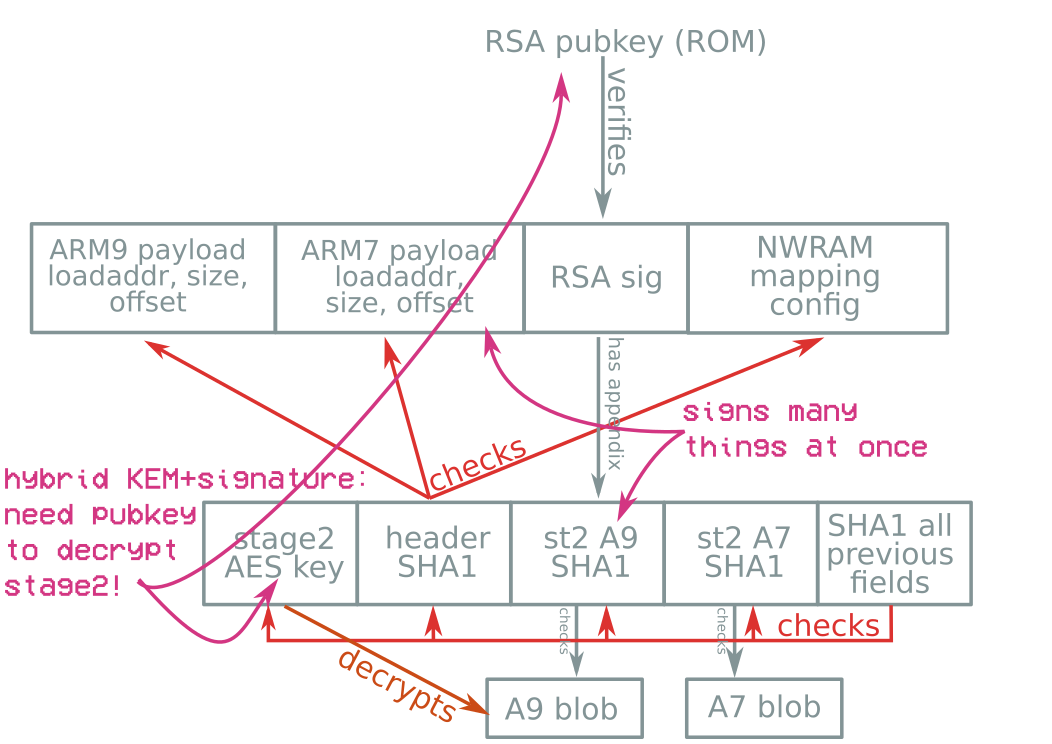 RSA pubkey (ROM)
verifies
ARM9 payload
loadaddr, size,
offset
ARM7 payload
loadaddr,
size, offset
RSA sig
NWRAM
mapping
config
has appendix
signs many
things at once
checks
hybrid KEM+signature:
need pubkey
to decrypt
stage2!
stage2
AES key
header
SHA1
st2 A9
SHA1
st2 A7
SHA1
SHA1 all
previous
fields
checks
checks
checks
decrypts
A9 blob
A7 blob